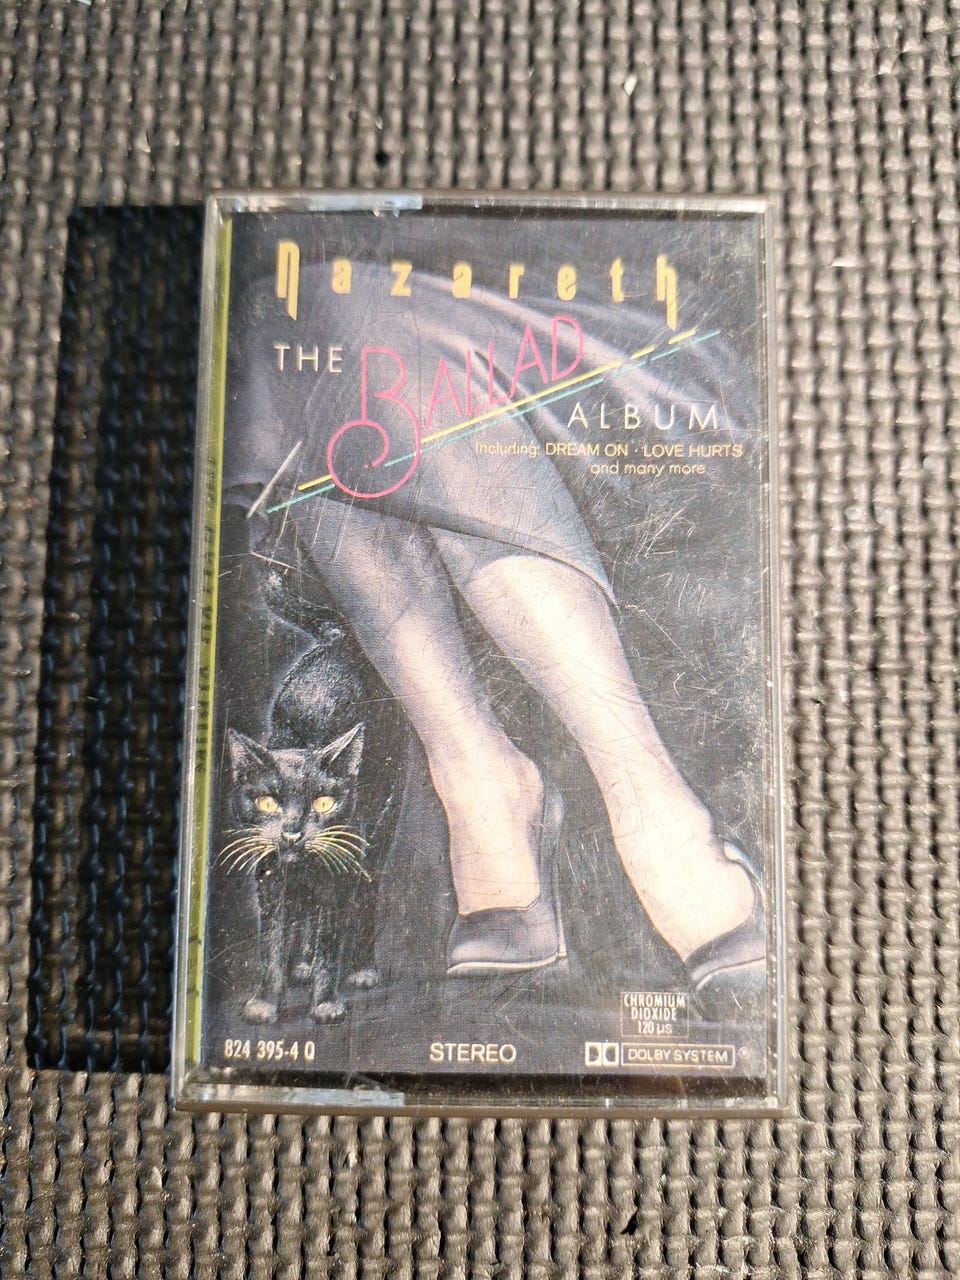 nazareth
THE BALLAD
ALBUM
Including: DREAM ON · LOVE HURTS
and many more
CHROMIUM
DIOXIDE
120 µs
824 395-4 Q
STEREO
DOLBY SYSTEM ®